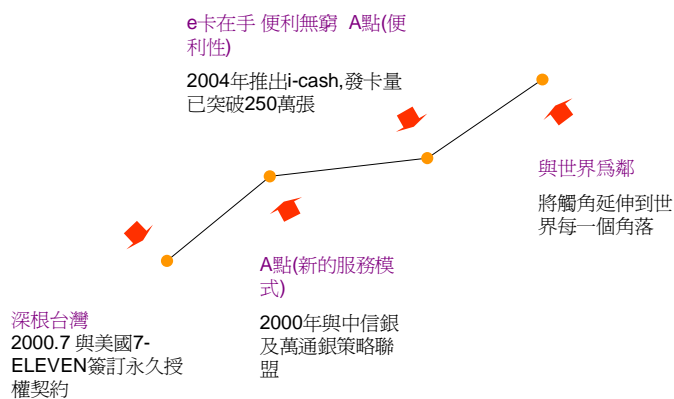 e卡在手 便利無窮 A點(便
利性)
2004年推出i-cash,發卡量
已突破250萬張
與世界爲鄰
將觸角延伸到世
界每一個角落
A點(新的服務模
式)
2000年與中信銀
及萬通銀策略聯
盟
深根台灣
2000.7 與美國7-
ELEVEN簽訂永久授
權契約